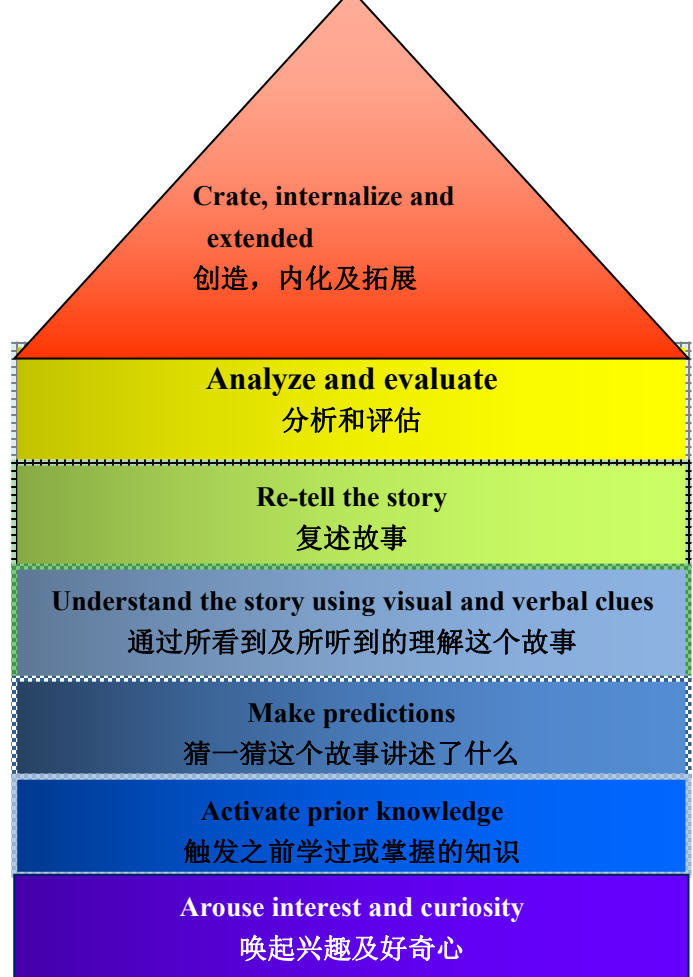 Crate, internalize and
extended
创造，内化及拓展
Analyze and evaluate
分析和评估
Re-tell the story
复述故事
Understand the story using visual and verbal clues
通过所看到及所听到的理解这个故事
Make predictions
猜一猜这个故事讲述了什么
Activate prior knowledge
触发之前学过或掌握的知识
Arouse interest and curiosity
唤起兴趣及好奇心